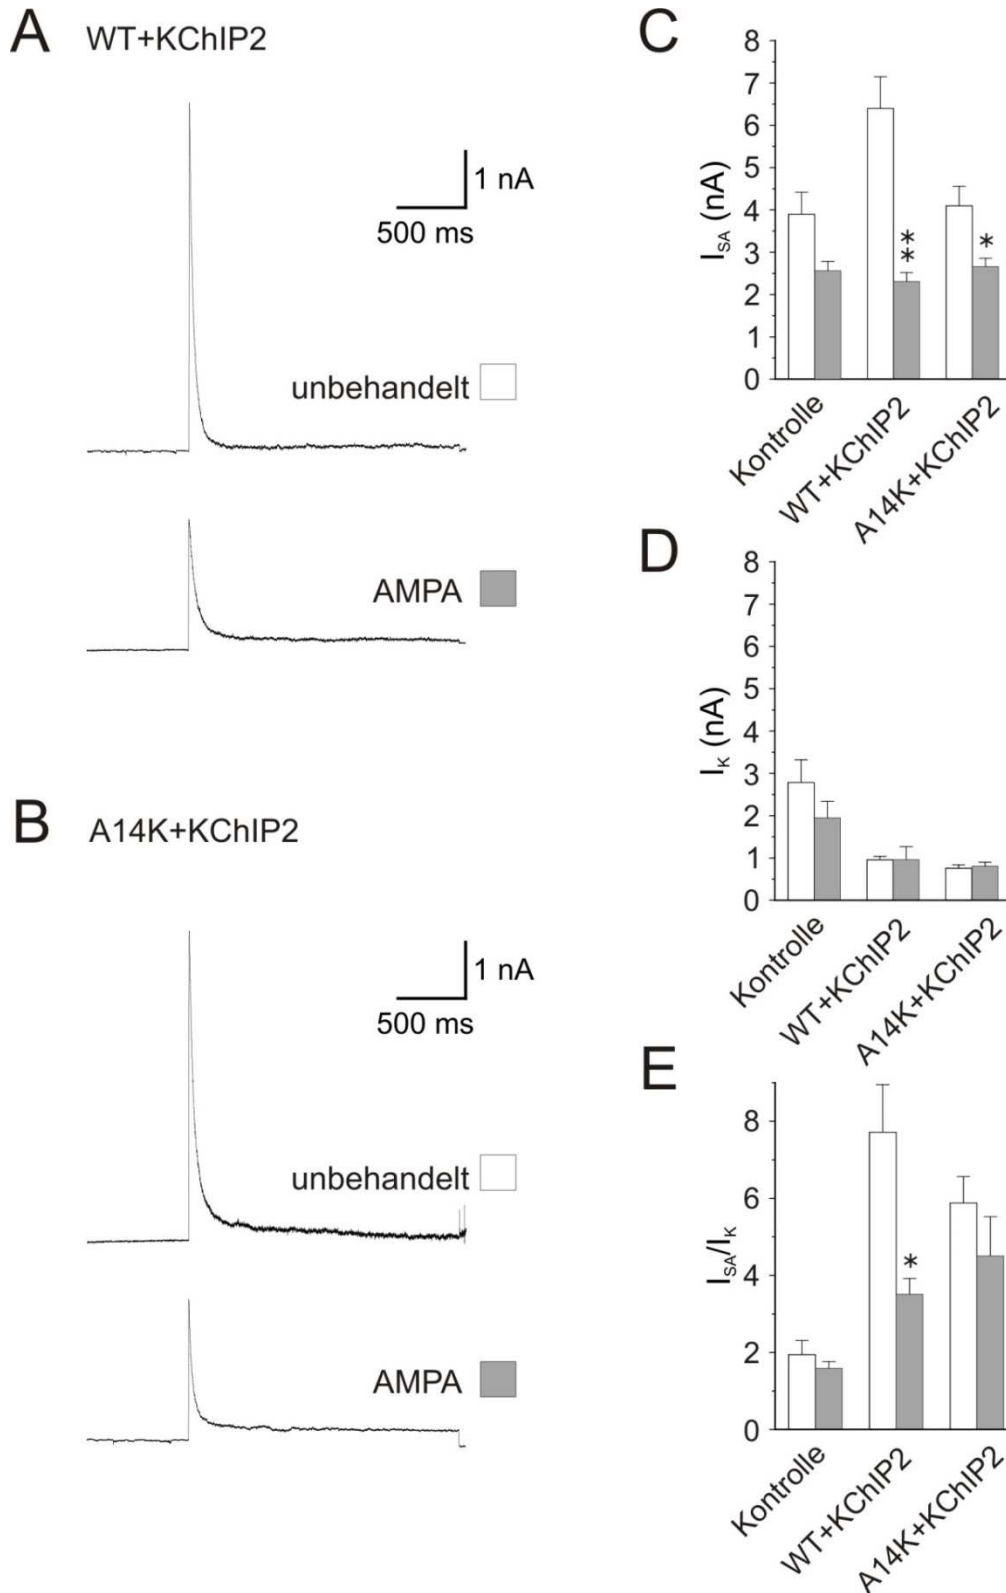 A WT+KChIP2
1 nA
500 ms
unbehandelt
AMPA
B A14K+KChIP2
1 nA
500 ms
unbehandelt
AMPA
C
I_SA (nA)
8
7
6
5
4
3
2
1
0
**
*
Kontrolle
WT+KChIP2
A14K+KChIP2
D
I_K (nA)
8
7
6
5
4
3
2
1
0
Kontrolle
WT+KChIP2
A14K+KChIP2
E
I_SA/I_K
8
6
4
2
0
*
Kontrolle
WT+KChIP2
A14K+KChIP2